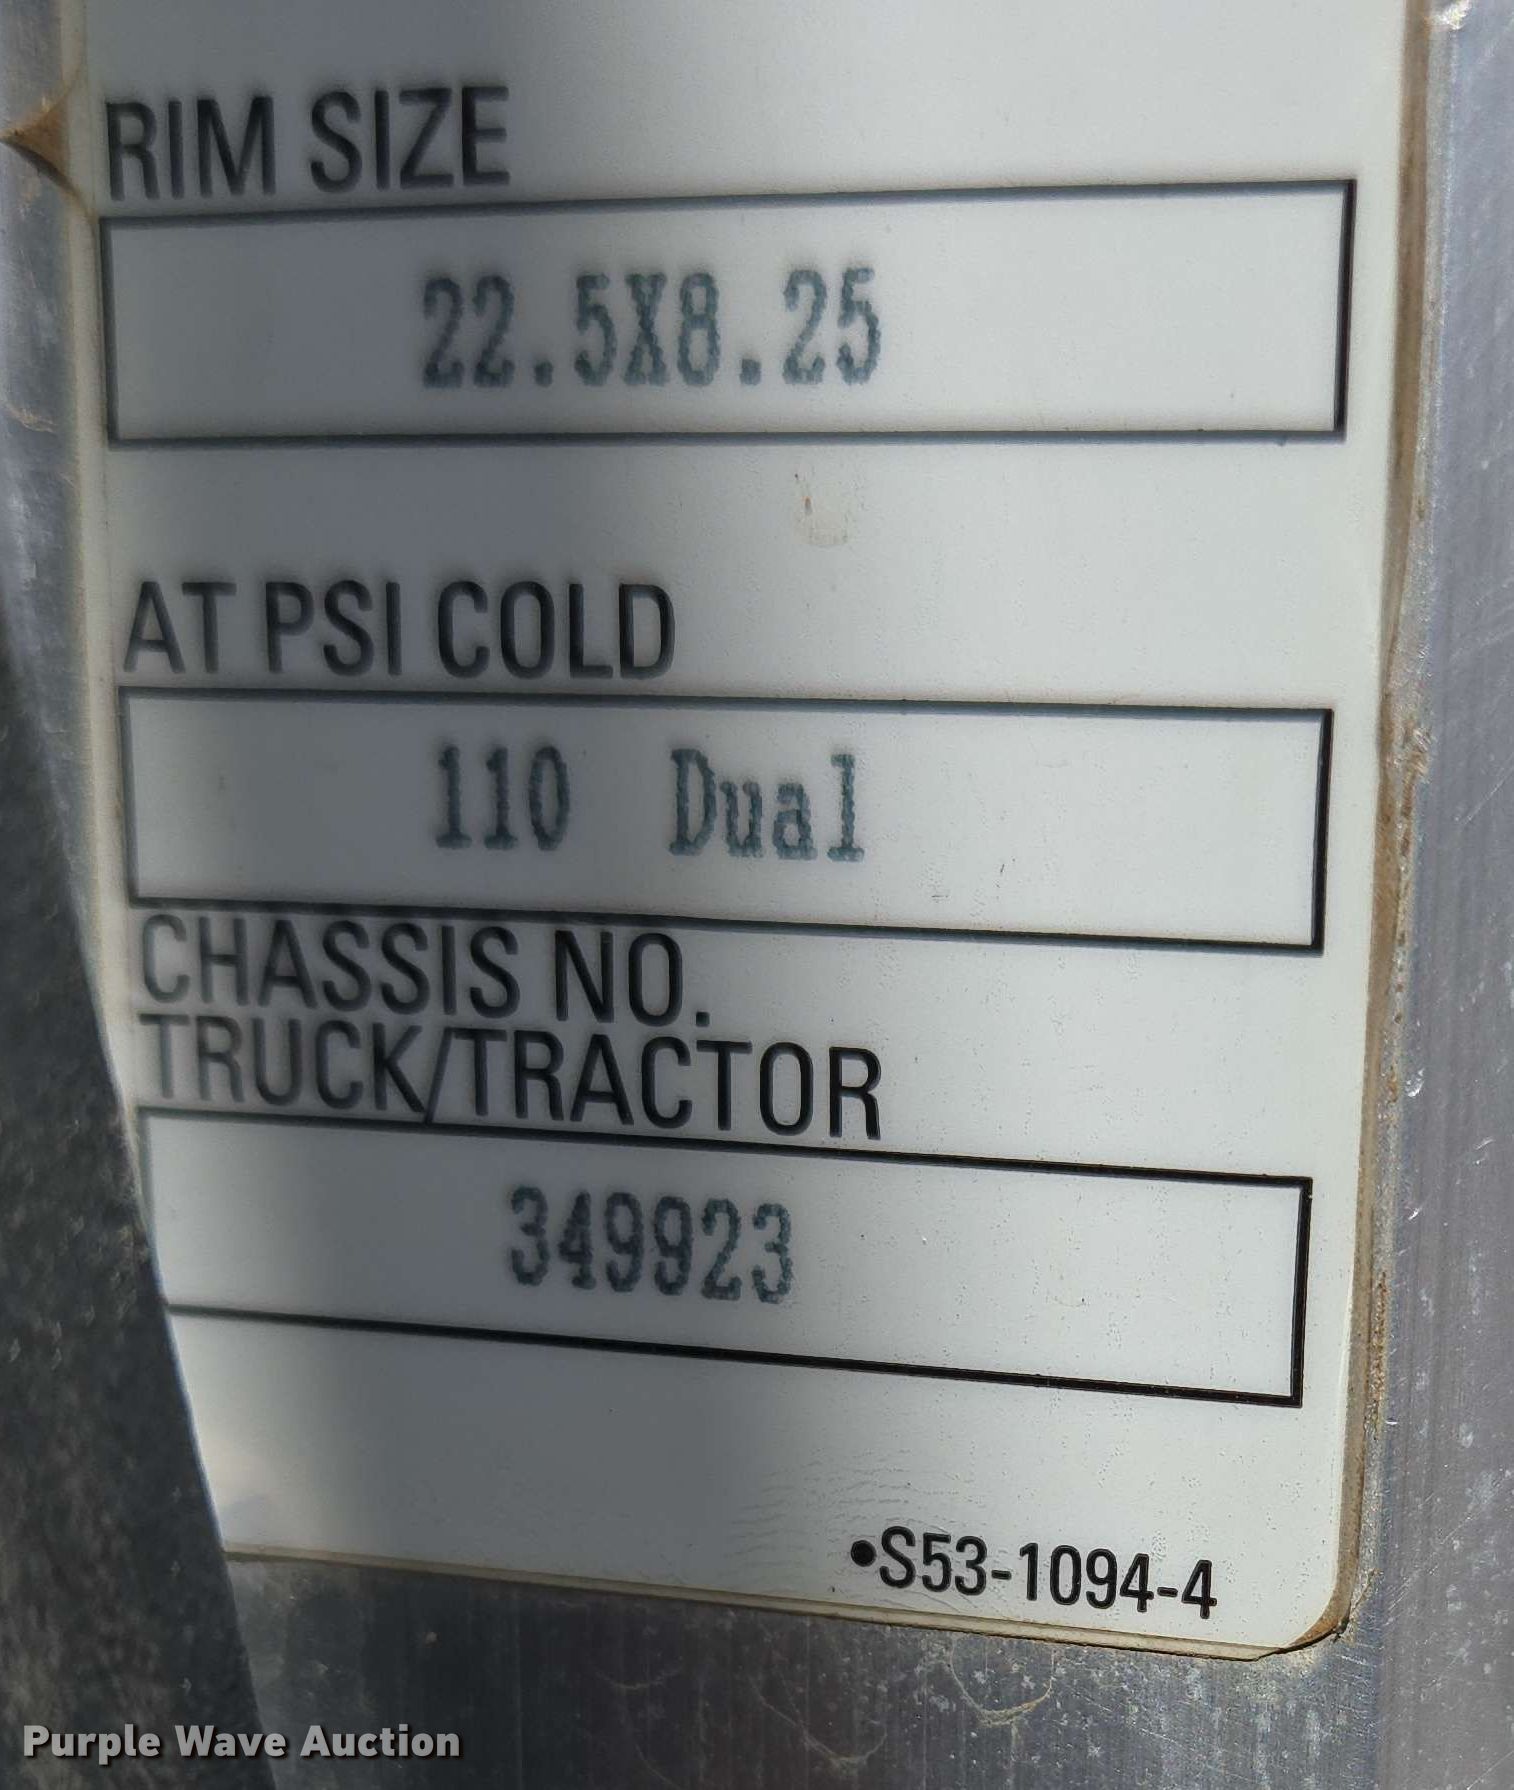 RIM SIZE
22.5X8.25
AT PSI COLD
110 Dual
CHASSIS NO.
TRUCK/TRACTOR
349923
•S53-1094-4
Purple Wave Auction